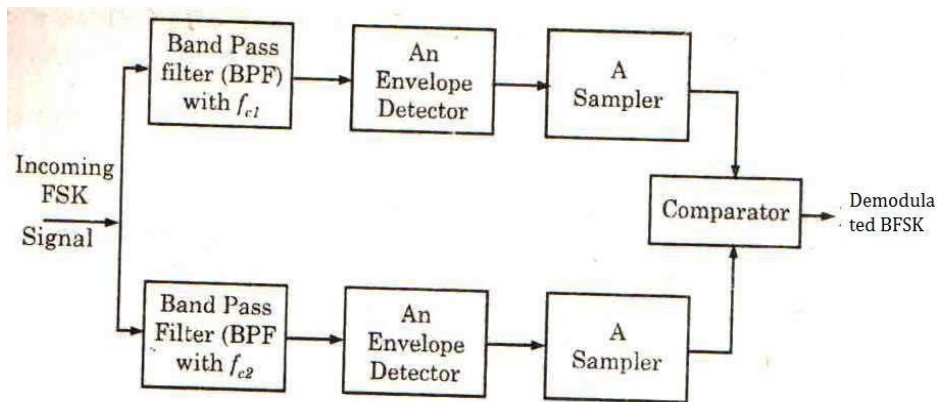 Band Pass
filter (BPF)
with fc1
An
Envelope
Detector
A
Sampler
Incoming
FSK
Signal
Comparator
Demodula
ted BFSK
Band Pass
Filter (BPF
with fc2
An
Envelope
Detector
A
Sampler